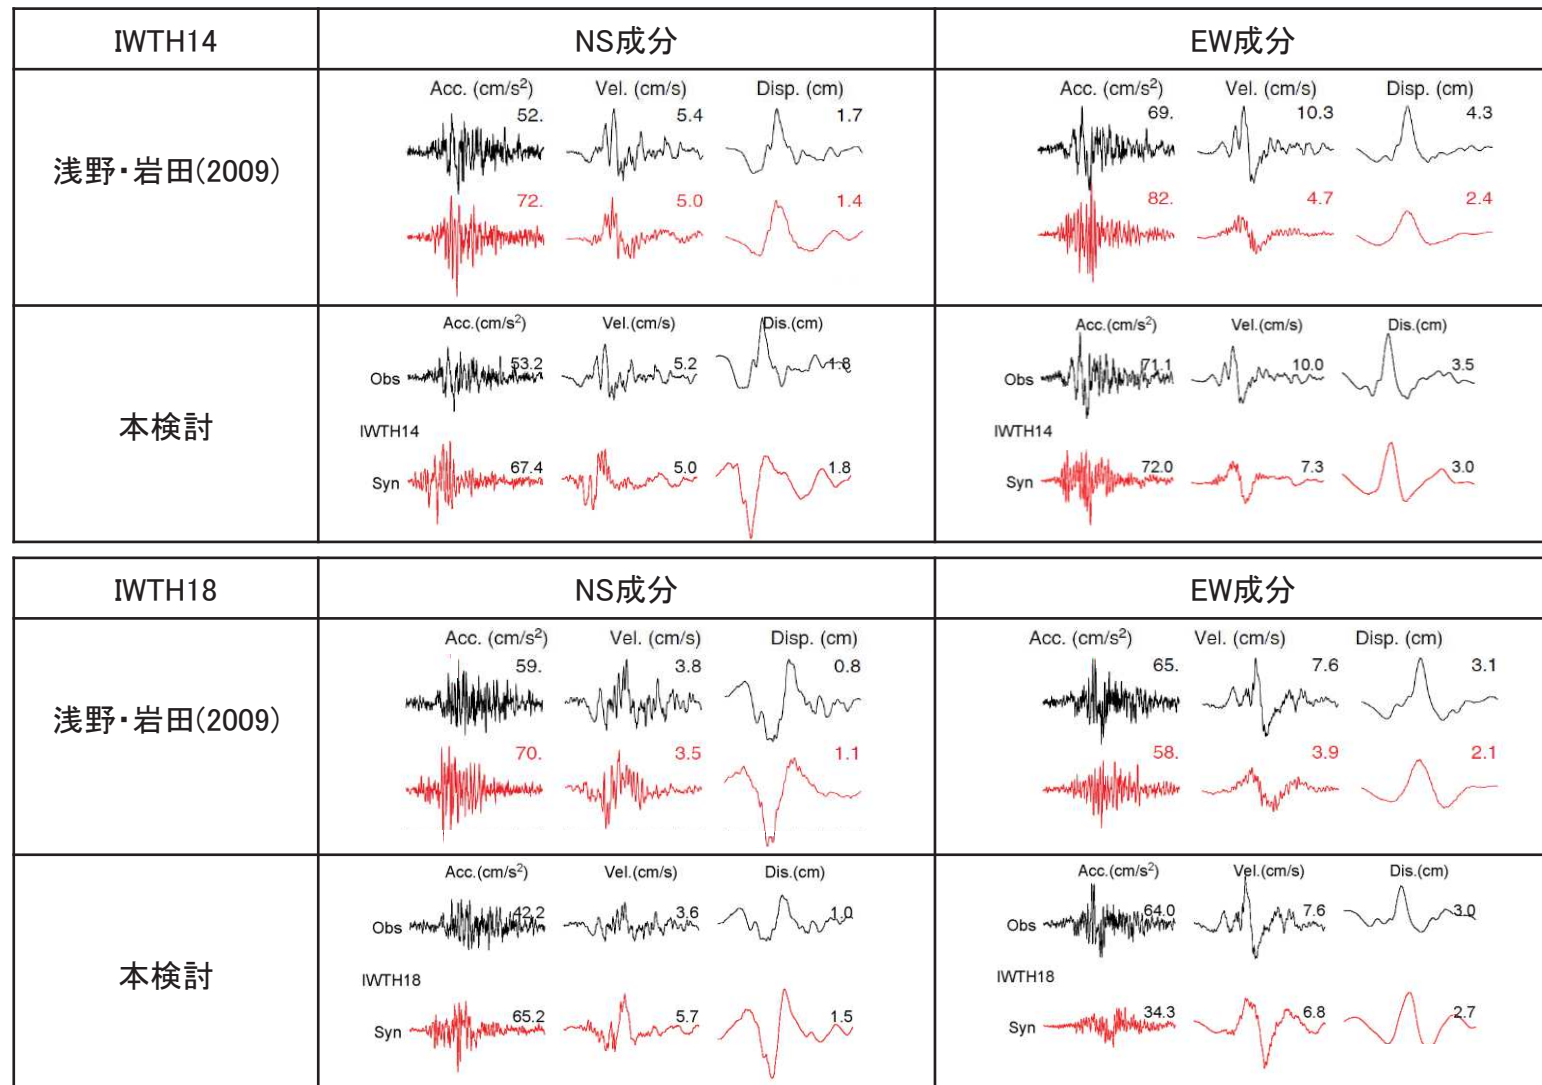 IWTH14 NS成分 EW成分
浅野・岩田(2009)
Acc. (cm/s²) Vel. (cm/s) Disp. (cm)
52. 5.4 1.7
72. 5.0 1.4
Acc. (cm/s²) Vel. (cm/s) Disp. (cm)
69. 10.3 4.3
82. 4.7 2.4
本検討
Acc.(cm/s²) Vel.(cm/s) Dis.(cm)
Obs 53.2 5.2 1.8
IWTH14
Syn 67.4 5.0 1.8
Acc.(cm/s²) Vel.(cm/s) Dis.(cm)
Obs 71.1 10.0 3.5
IWTH14
Syn 72.0 7.3 3.0
IWTH18 NS成分 EW成分
浅野・岩田(2009)
Acc. (cm/s²) Vel. (cm/s) Disp. (cm)
59. 3.8 0.8
70. 3.5 1.1
Acc. (cm/s²) Vel. (cm/s) Disp. (cm)
65. 7.6 3.1
58. 3.9 2.1
本検討
Acc.(cm/s²) Vel.(cm/s) Dis.(cm)
Obs 42.2 3.6 1.0
IWTH18
Syn 65.2 5.7 1.5
Acc.(cm/s²) Vel.(cm/s) Dis.(cm)
Obs 64.0 7.6 3.0
IWTH18
Syn 34.3 6.8 2.7